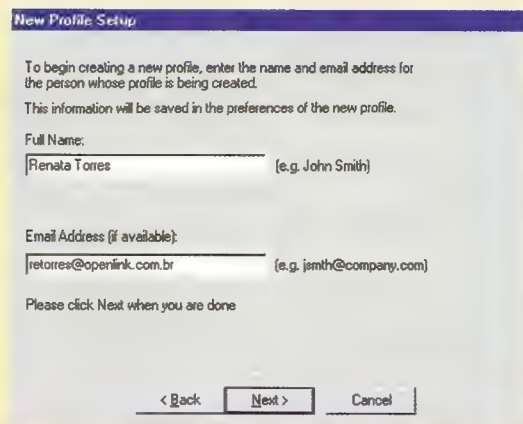 New Profile Setup
To begin creating a new profile, enter the name and email address for
the person whose profile is being created.
This information will be saved in the preferences of the new profile.
Full Name:
Renata Torres (e.g. John Smith)
Email Address (if available):
retorres@openlink.com.br (e.g. jsmth@company.com)
Please click Next when you are done
< Back Next > Cancel